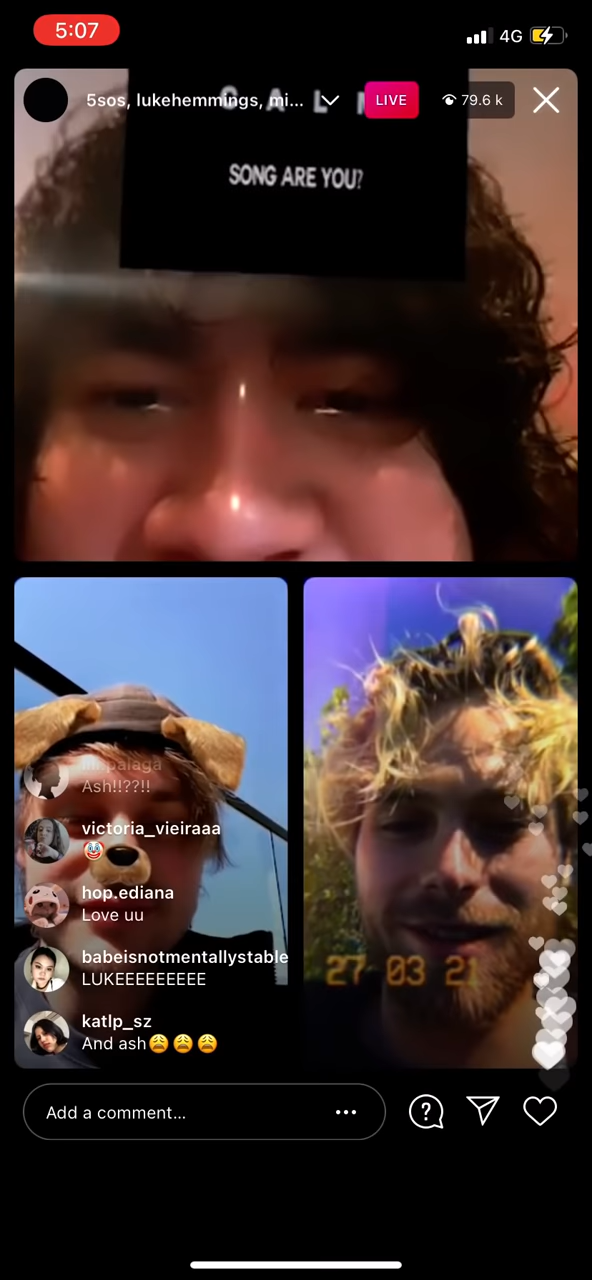 5:07
4G
5sos, lukehemmings, mi...
LIVE
79.6 k
C A L M
SONG ARE YOU?
Ash!!??!!
victoria_vieiraaa
🤡
hop.ediana
Love uu
babeisnotmentallystable
LUKEEEEEEEEE
27 03 21
katlp_sz
And ash😩😩😩
Add a comment...